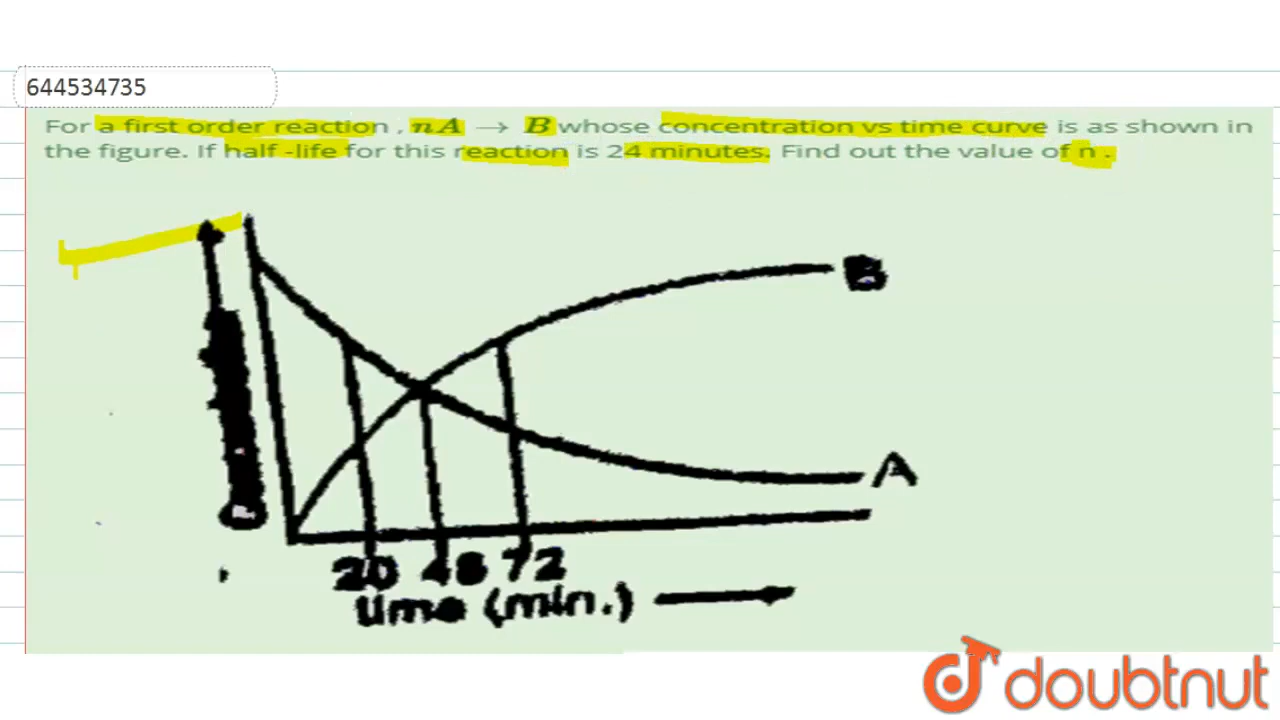 644534735
For a first order reaction , nA → B whose concentration vs time curve is as shown in
the figure. If half -life for this reaction is 24 minutes. Find out the value of n .
B
A
20 48 72
time (min.)
doubtnut